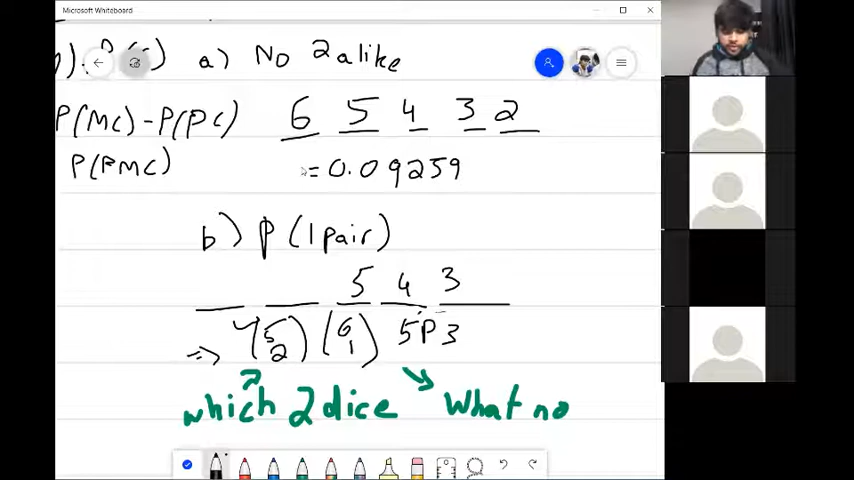 Microsoft Whiteboard
a) No 2 alike
P(MC) - P(PC) 6 5 4 3 2
P(PMC) = 0.09259
b) P(1 pair)
5 4 3
=> (5 2) (6 1) 5P3
which 2 dice What no